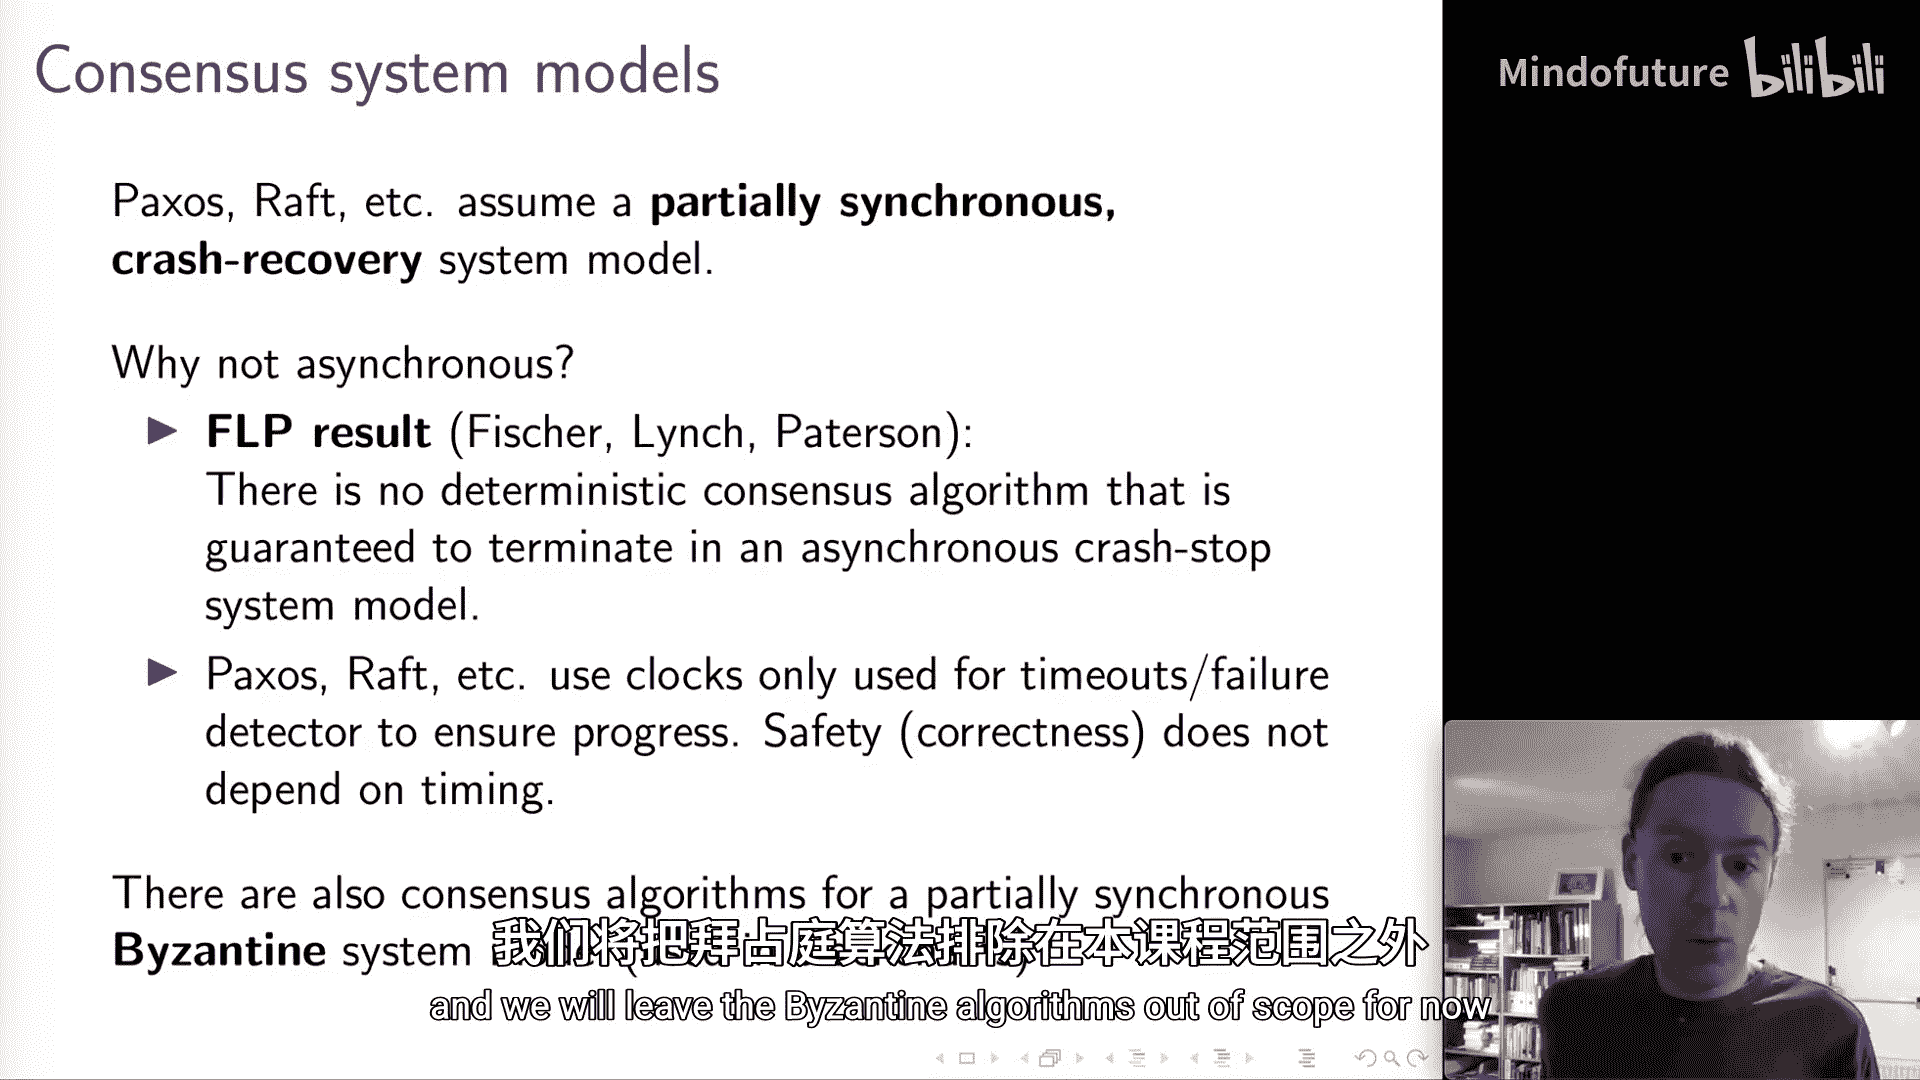 Consensus system models
Mindofuture bilibili
Paxos, Raft, etc. assume a partially synchronous,
crash-recovery system model.
Why not asynchronous?
FLP result (Fischer, Lynch, Paterson):
There is no deterministic consensus algorithm that is
guaranteed to terminate in an asynchronous crash-stop
system model.
Paxos, Raft, etc. use clocks only used for timeouts/failure
detector to ensure progress. Safety (correctness) does not
depend on timing.
There are also consensus algorithms for a partially synchronous
Byzantine system
我们将把拜占庭算法排除在本课程范围之外
and we will leave the Byzantine algorithms out of scope for now